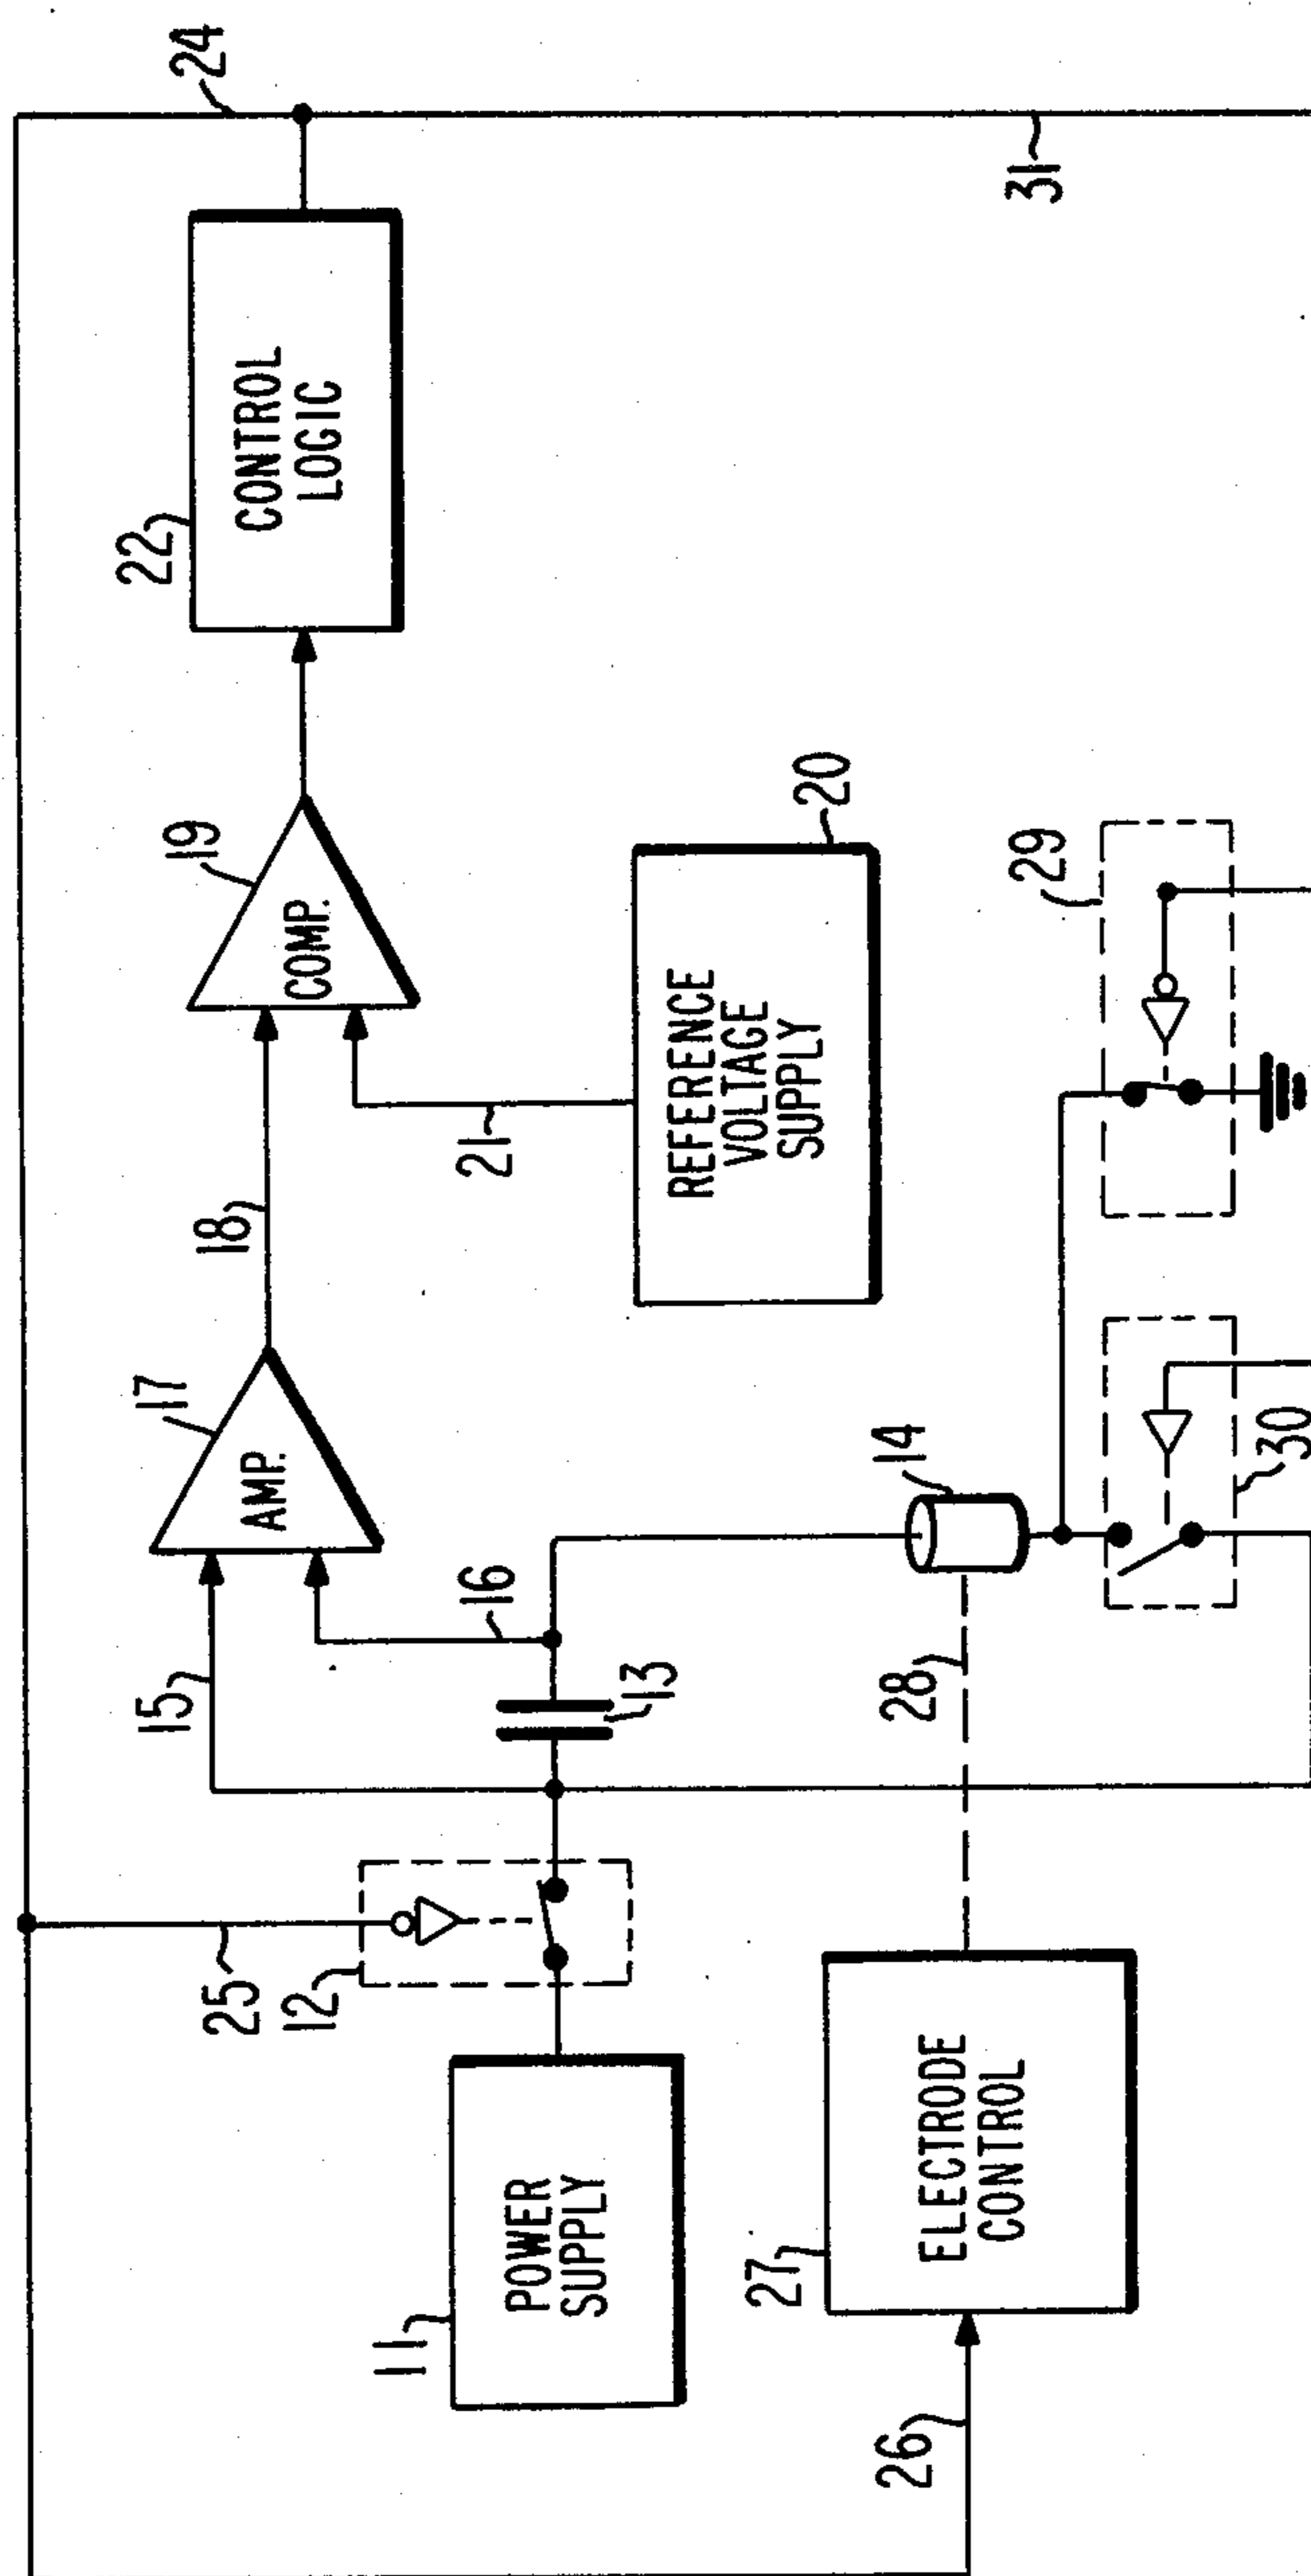 24
22
CONTROL
LOGIC
31
19
COMP.
20
REFERENCE
VOLTAGE
SUPPLY
21
29
18
17
AMP.
14
30
16
15
13
28
25
12
POWER
SUPPLY
11
27
ELECTRODE
CONTROL
26